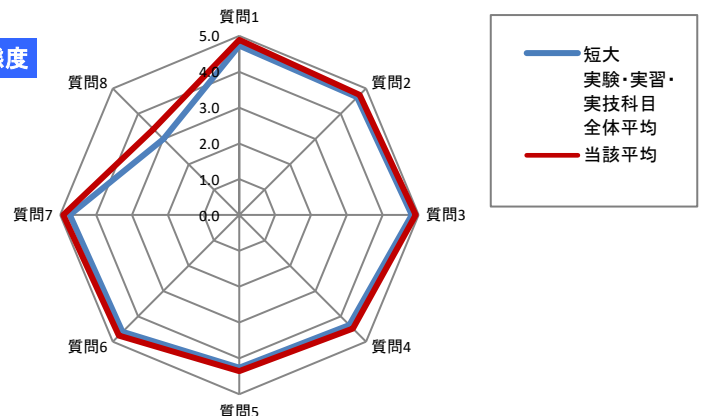 態度
質問1
質問2
質問3
質問4
質問5
質問6
質問7
質問8
5.0
4.0
3.0
2.0
1.0
0.0
短大
実験・実習・
実技科目
全体平均
当該平均